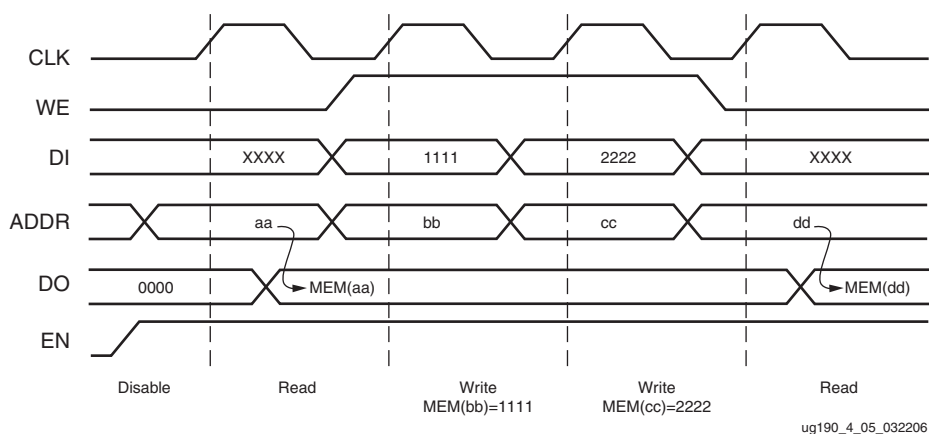 CLK
WE
DI XXXX 1111 2222 XXXX
ADDR aa bb cc dd
DO 0000 MEM(aa) MEM(dd)
EN
Disable Read Write Write Read
MEM(bb)=1111 MEM(cc)=2222
ug190_4_05_032206